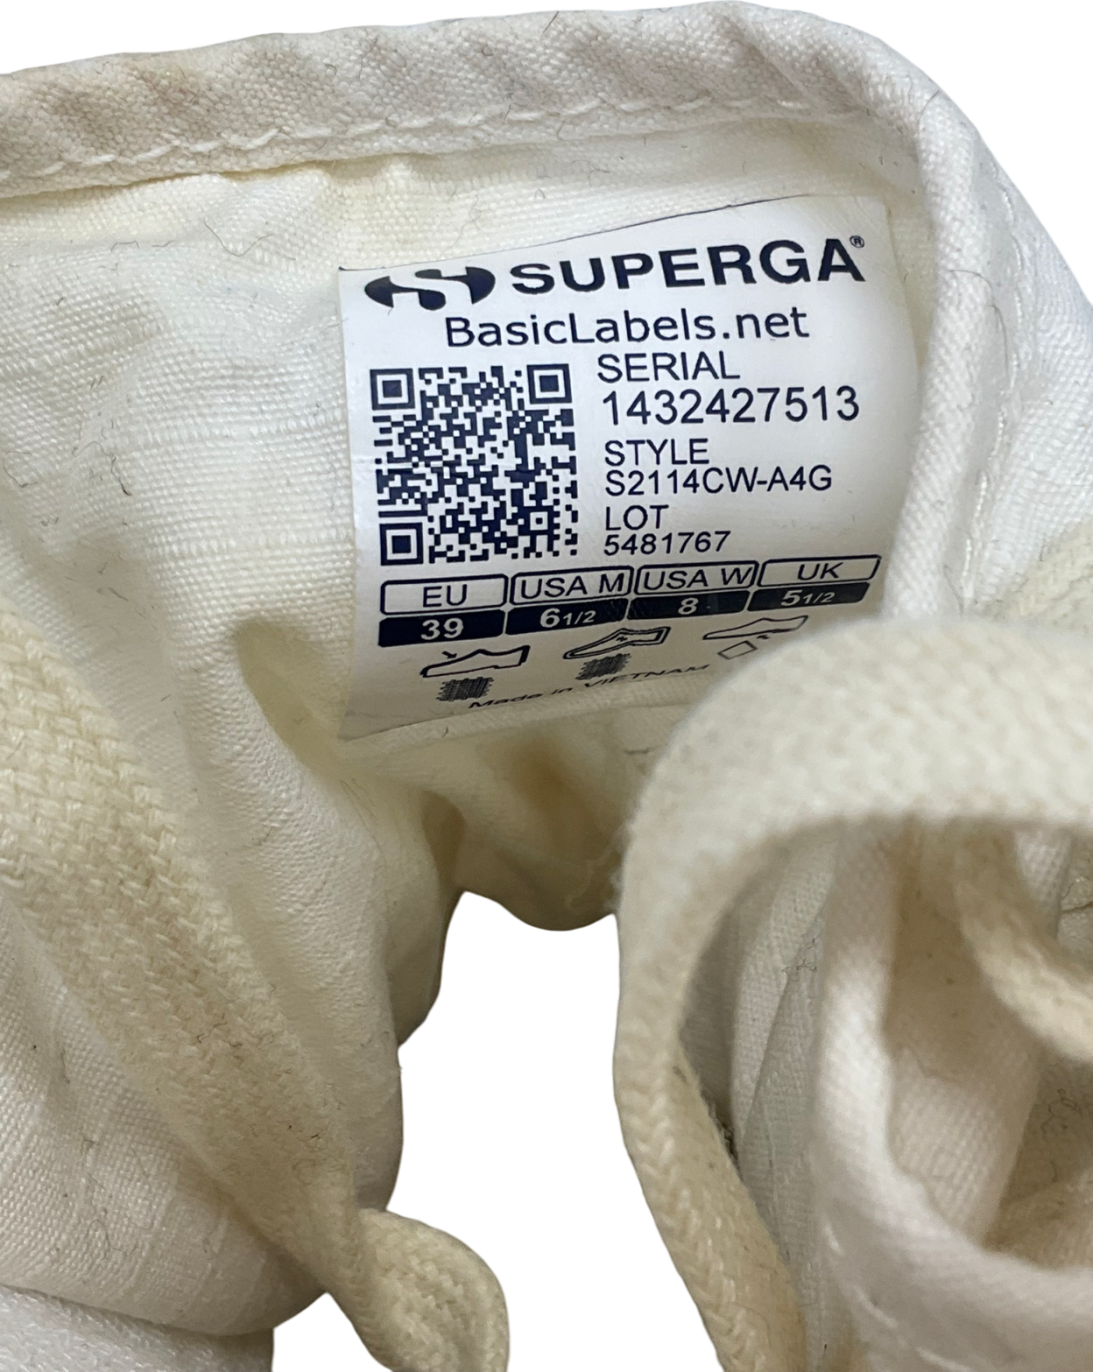 SUPERGA®
BasicLabels.net
SERIAL
1432427513
STYLE
S2114CW-A4G
LOT
5481767
EU USA M USA W UK
39 6 1/2 8 5 1/2
Made in VIETNAM